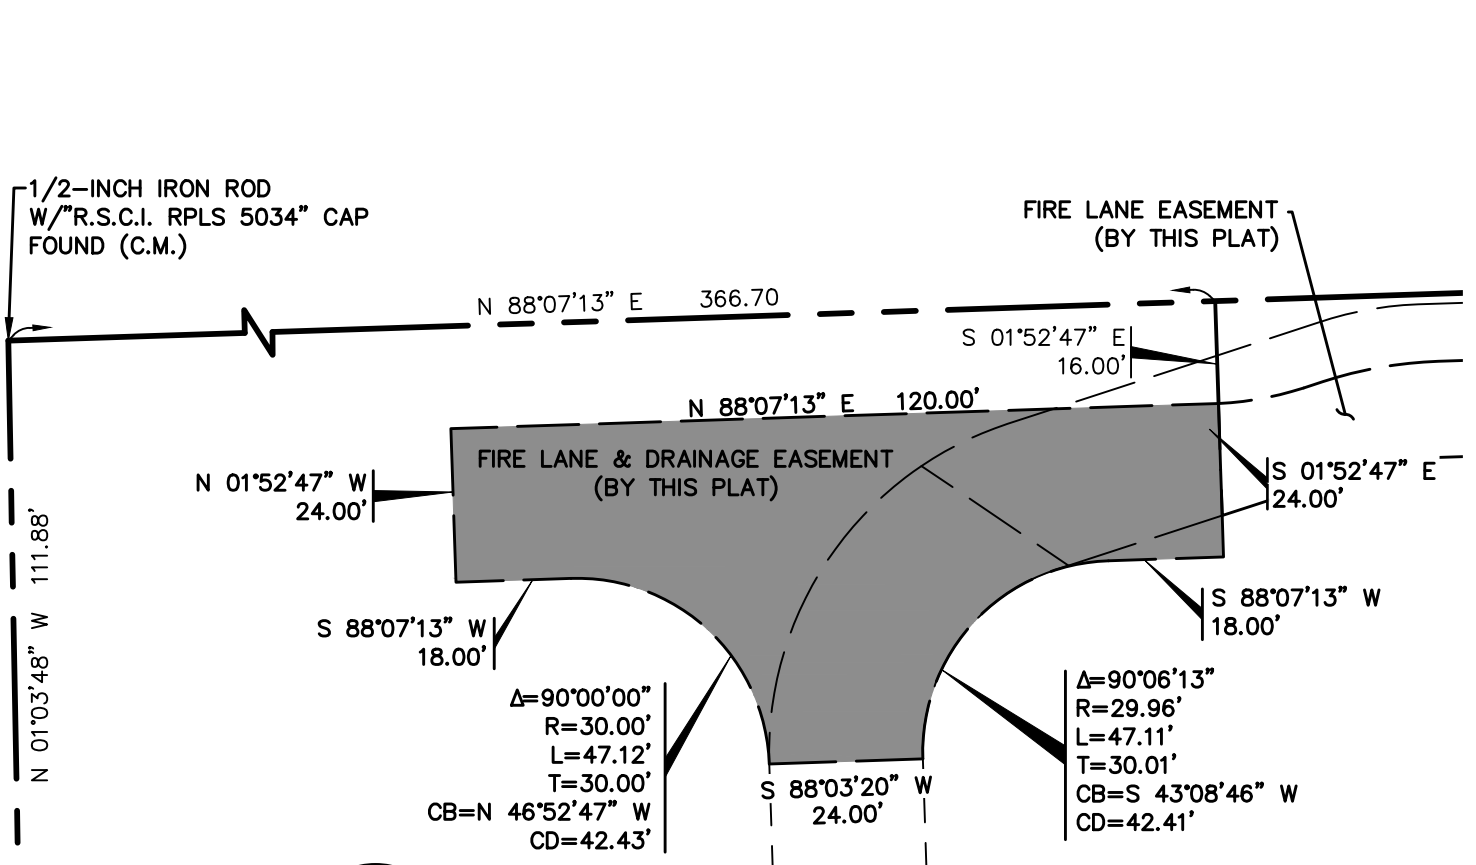 1/2-INCH IRON ROD
W/"R.S.C.I. RPLS 5034" CAP
FOUND (C.M.)
FIRE LANE EASEMENT
(BY THIS PLAT)
N 88°07'13" E 366.70
S 01°52'47" E
16.00'
N 88°07'13" E 120.00'
FIRE LANE & DRAINAGE EASEMENT
(BY THIS PLAT)
N 01°52'47" W
24.00'
S 01°52'47" E
24.00'
N 01°03'48" W 111.88'
S 88°07'13" W
18.00'
S 88°07'13" W
18.00'
Δ=90°00'00"
R=30.00'
L=47.12'
T=30.00'
CB=N 46°52'47" W
CD=42.43'
S 88°03'20" W
24.00'
Δ=90°06'13"
R=29.96'
L=47.11'
T=30.01'
CB=S 43°08'46" W
CD=42.41'